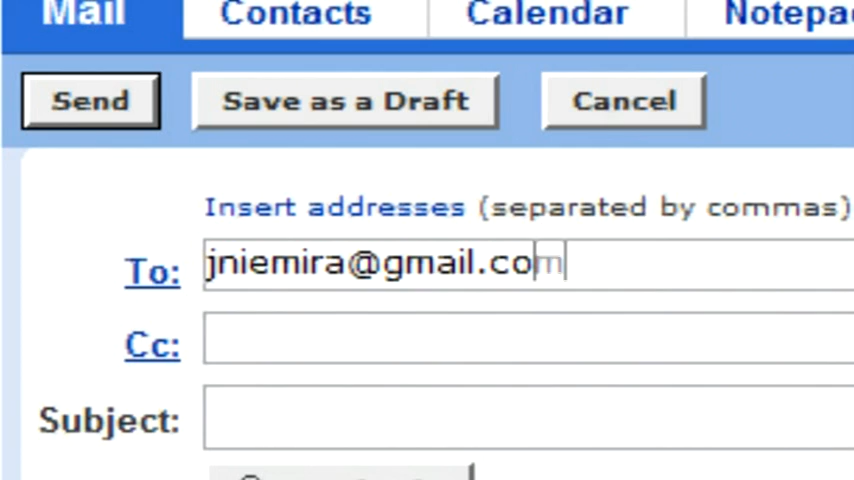 Mail Contacts Calendar Notepa
Send Save as a Draft Cancel
Insert addresses (separated by commas)
To: jniemira@gmail.com
Cc:
Subject: